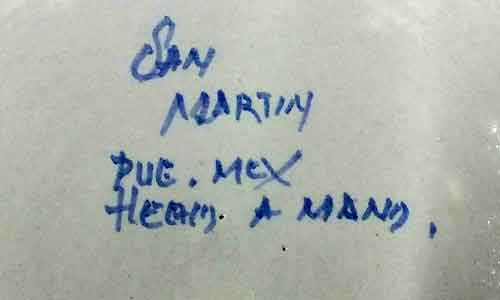 San
Martin
PUE. MEX
HECHO A MANO.